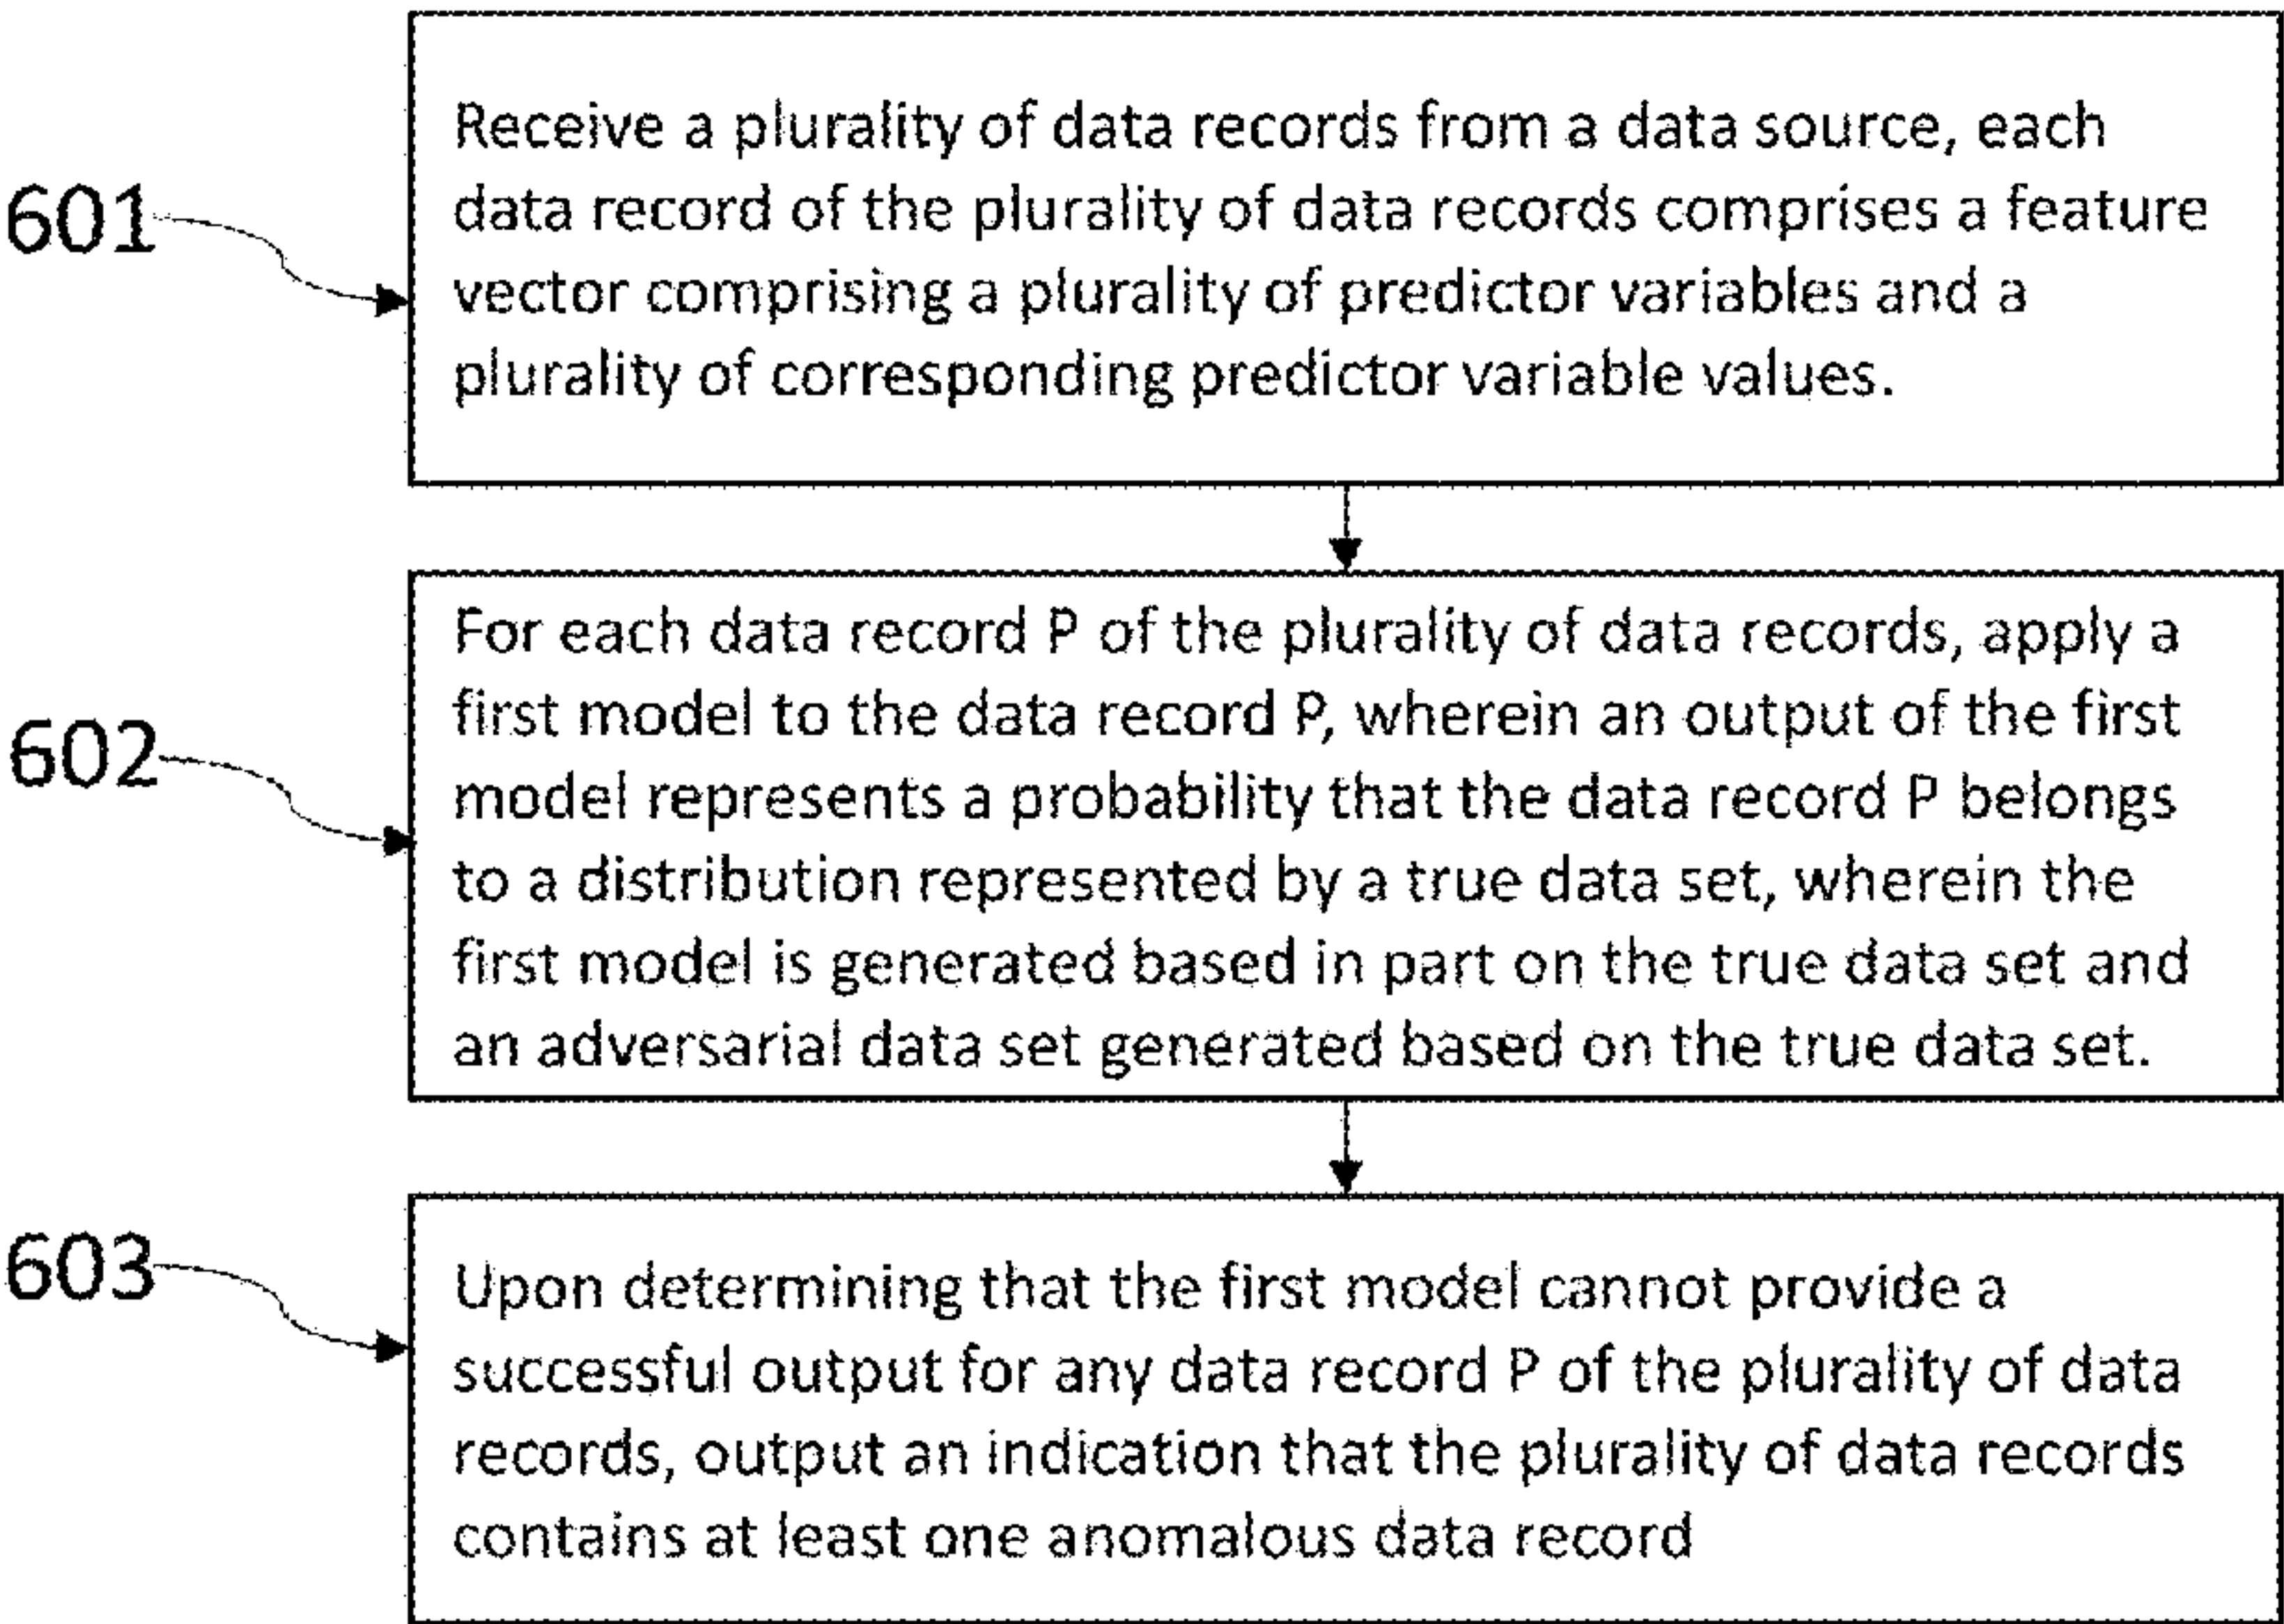 601
Receive a plurality of data records from a data source, each
data record of the plurality of data records comprises a feature
vector comprising a plurality of predictor variables and a
plurality of corresponding predictor variable values.
602
For each data record P of the plurality of data records, apply a
first model to the data record P, wherein an output of the first
model represents a probability that the data record P belongs
to a distribution represented by a true data set, wherein the
first model is generated based in part on the true data set and
an adversarial data set generated based on the true data set.
603
Upon determining that the first model cannot provide a
successful output for any data record P of the plurality of data
records, output an indication that the plurality of data records
contains at least one anomalous data record